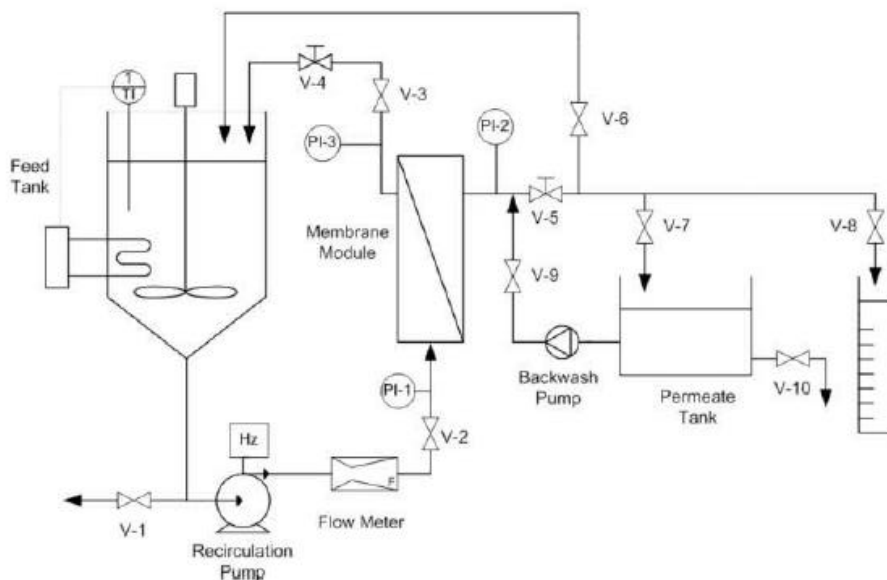 1
TI
Feed
Tank
V-4
V-3
PI-3
PI-2
V-6
Membrane
Module
V-5
V-7
V-8
V-9
Backwash
Pump
Permeate
Tank
V-10
PI-1
V-2
Hz
F
Flow Meter
V-1
Recirculation
Pump